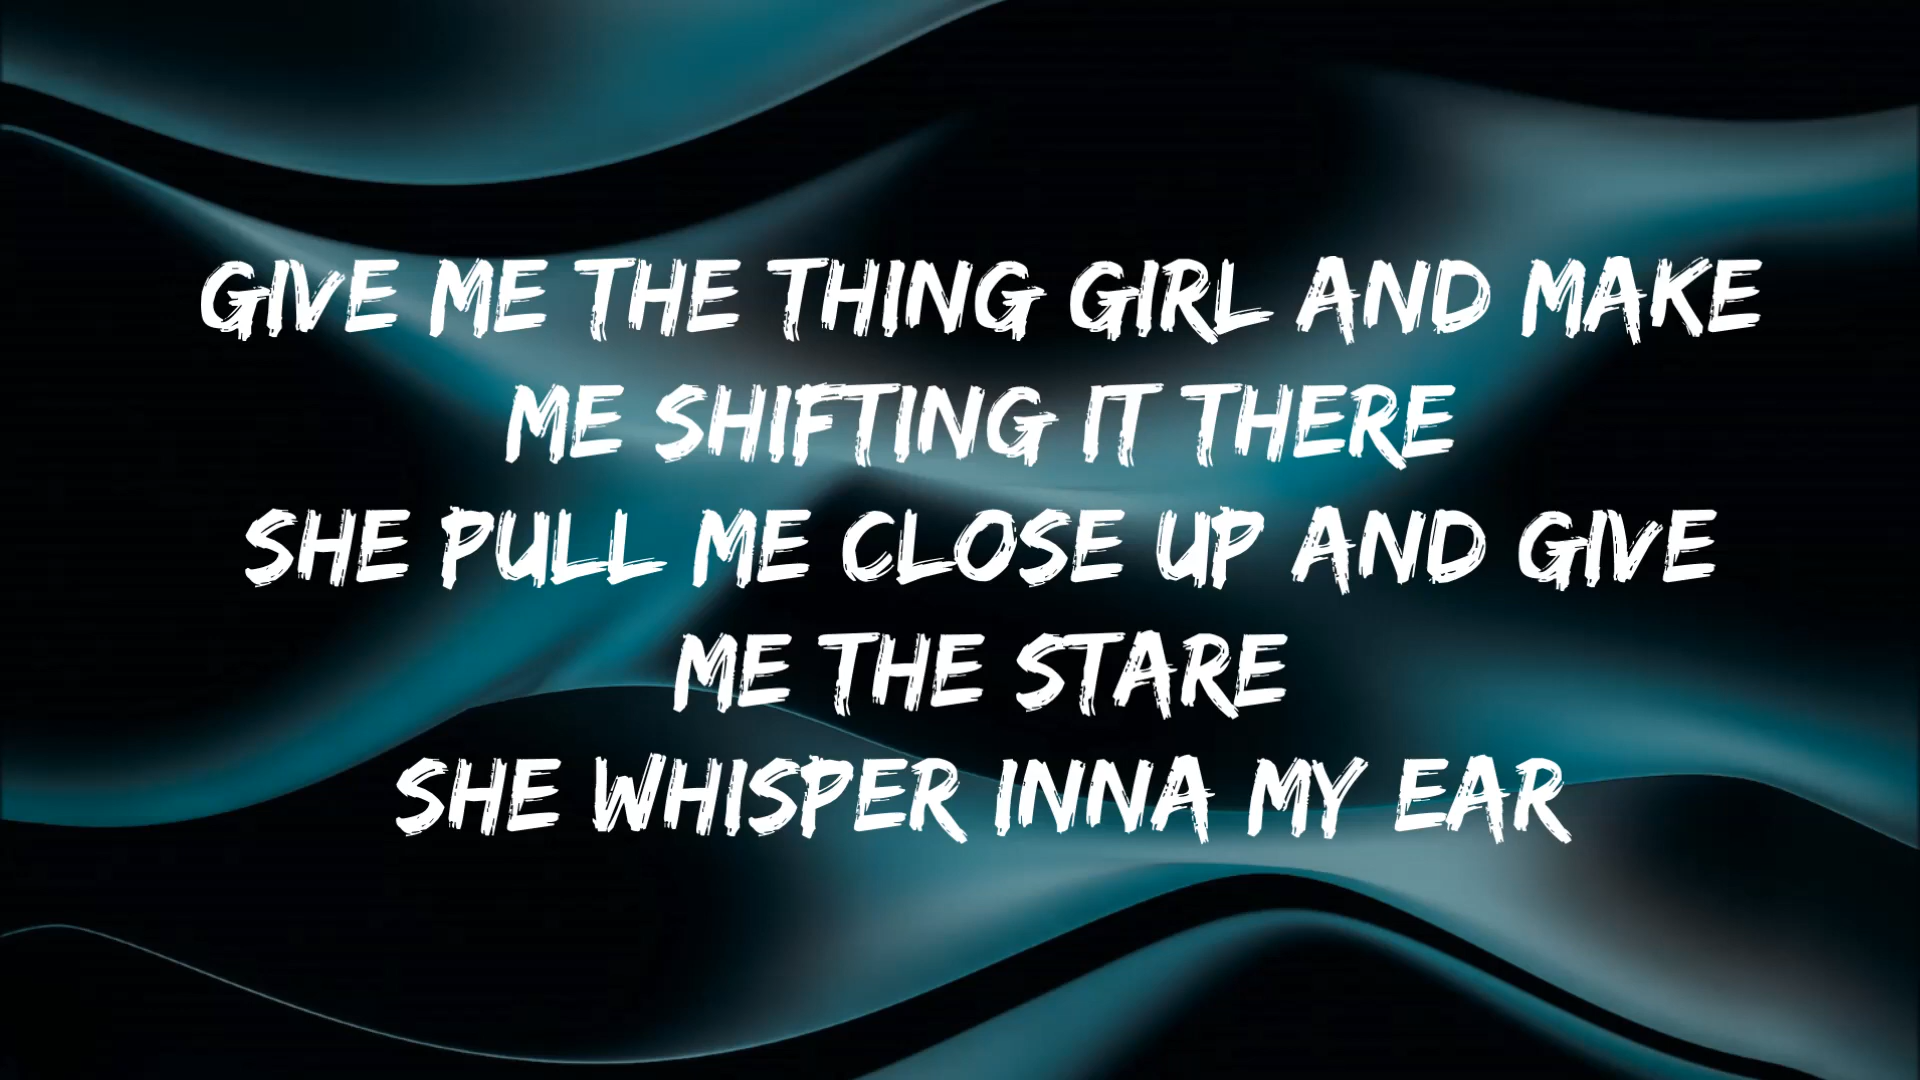 GIVE ME THE THING GIRL AND MAKE
ME SHIFTING IT THERE
SHE PULL ME CLOSE UP AND GIVE
ME THE STARE
SHE WHISPER INNA MY EAR